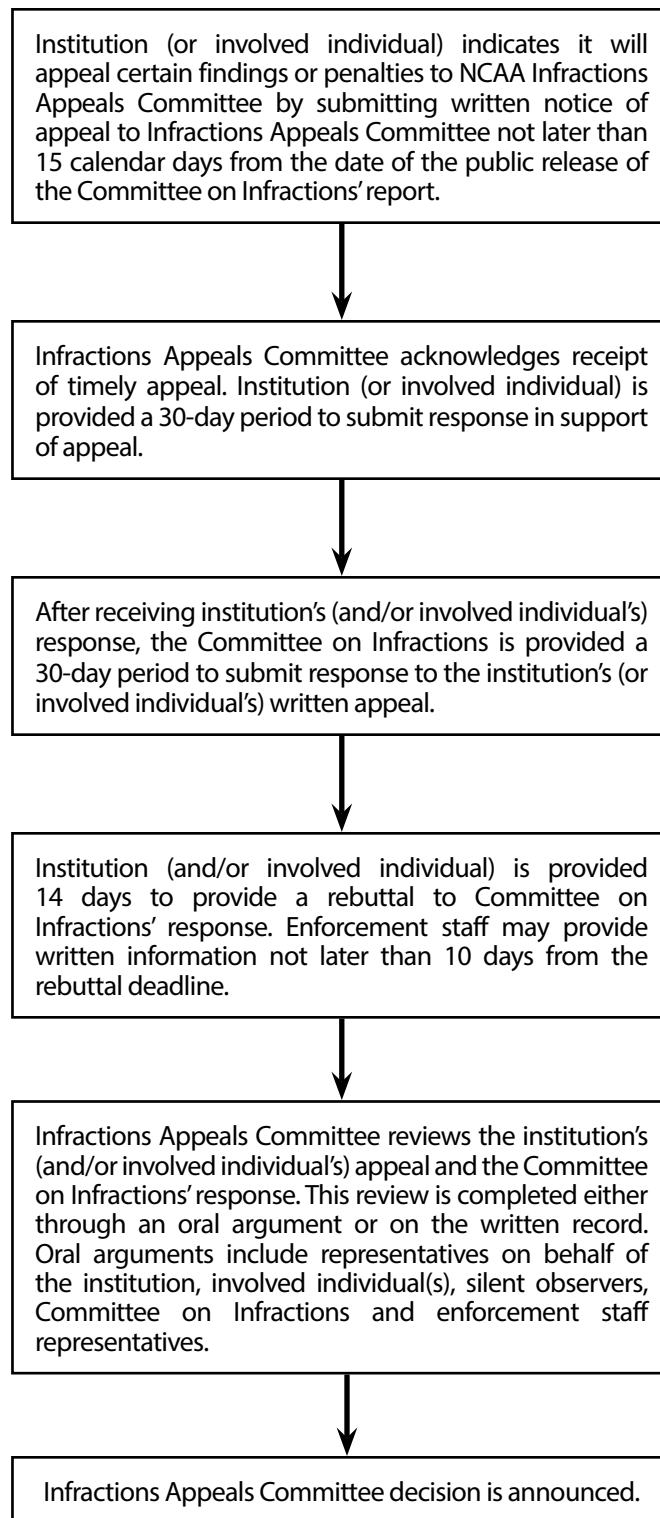 Institution (or involved individual) indicates it will
appeal certain findings or penalties to NCAA Infractions
Appeals Committee by submitting written notice of
appeal to Infractions Appeals Committee not later than
15 calendar days from the date of the public release of
the Committee on Infractions’ report.
Infractions Appeals Committee acknowledges receipt
of timely appeal. Institution (or involved individual) is
provided a 30-day period to submit response in support
of appeal.
After receiving institution’s (and/or involved individual’s)
response, the Committee on Infractions is provided a
30-day period to submit response to the institution’s (or
involved individual’s) written appeal.
Institution (and/or involved individual) is provided
14 days to provide a rebuttal to Committee on
Infractions’ response. Enforcement staff may provide
written information not later than 10 days from the
rebuttal deadline.
Infractions Appeals Committee reviews the institution’s
(and/or involved individual’s) appeal and the Committee
on Infractions’ response. This review is completed either
through an oral argument or on the written record.
Oral arguments include representatives on behalf of
the institution, involved individual(s), silent observers,
Committee on Infractions and enforcement staff
representatives.
Infractions Appeals Committee decision is announced.